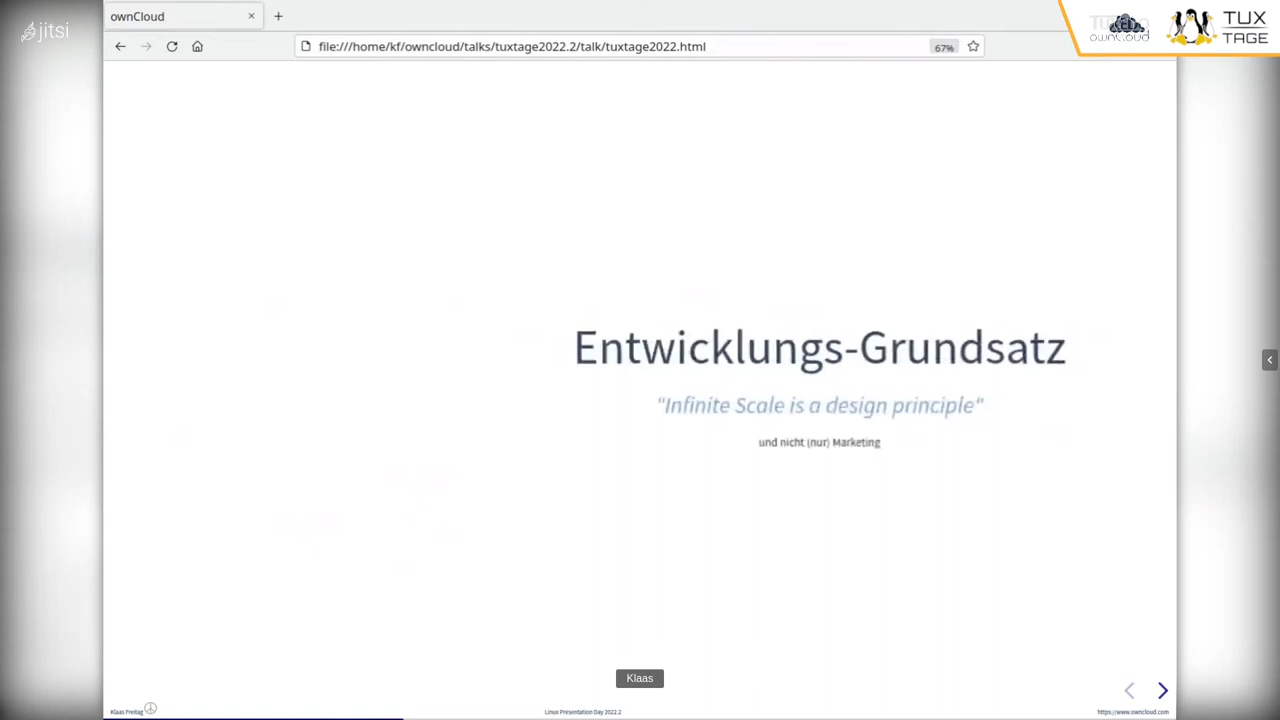 jitsi
ownCloud
TUX
TAGE
file:///home/kf/owncloud/talks/tuxtage2022.2/talk/tuxtage2022.html
67%
Entwicklungs-Grundsatz
“Infinite Scale is a design principle“
und nicht (nur) Marketing
Klaas
Klaas Freitag
Linux Presentation Day 2022.2
https://www.owncloud.com